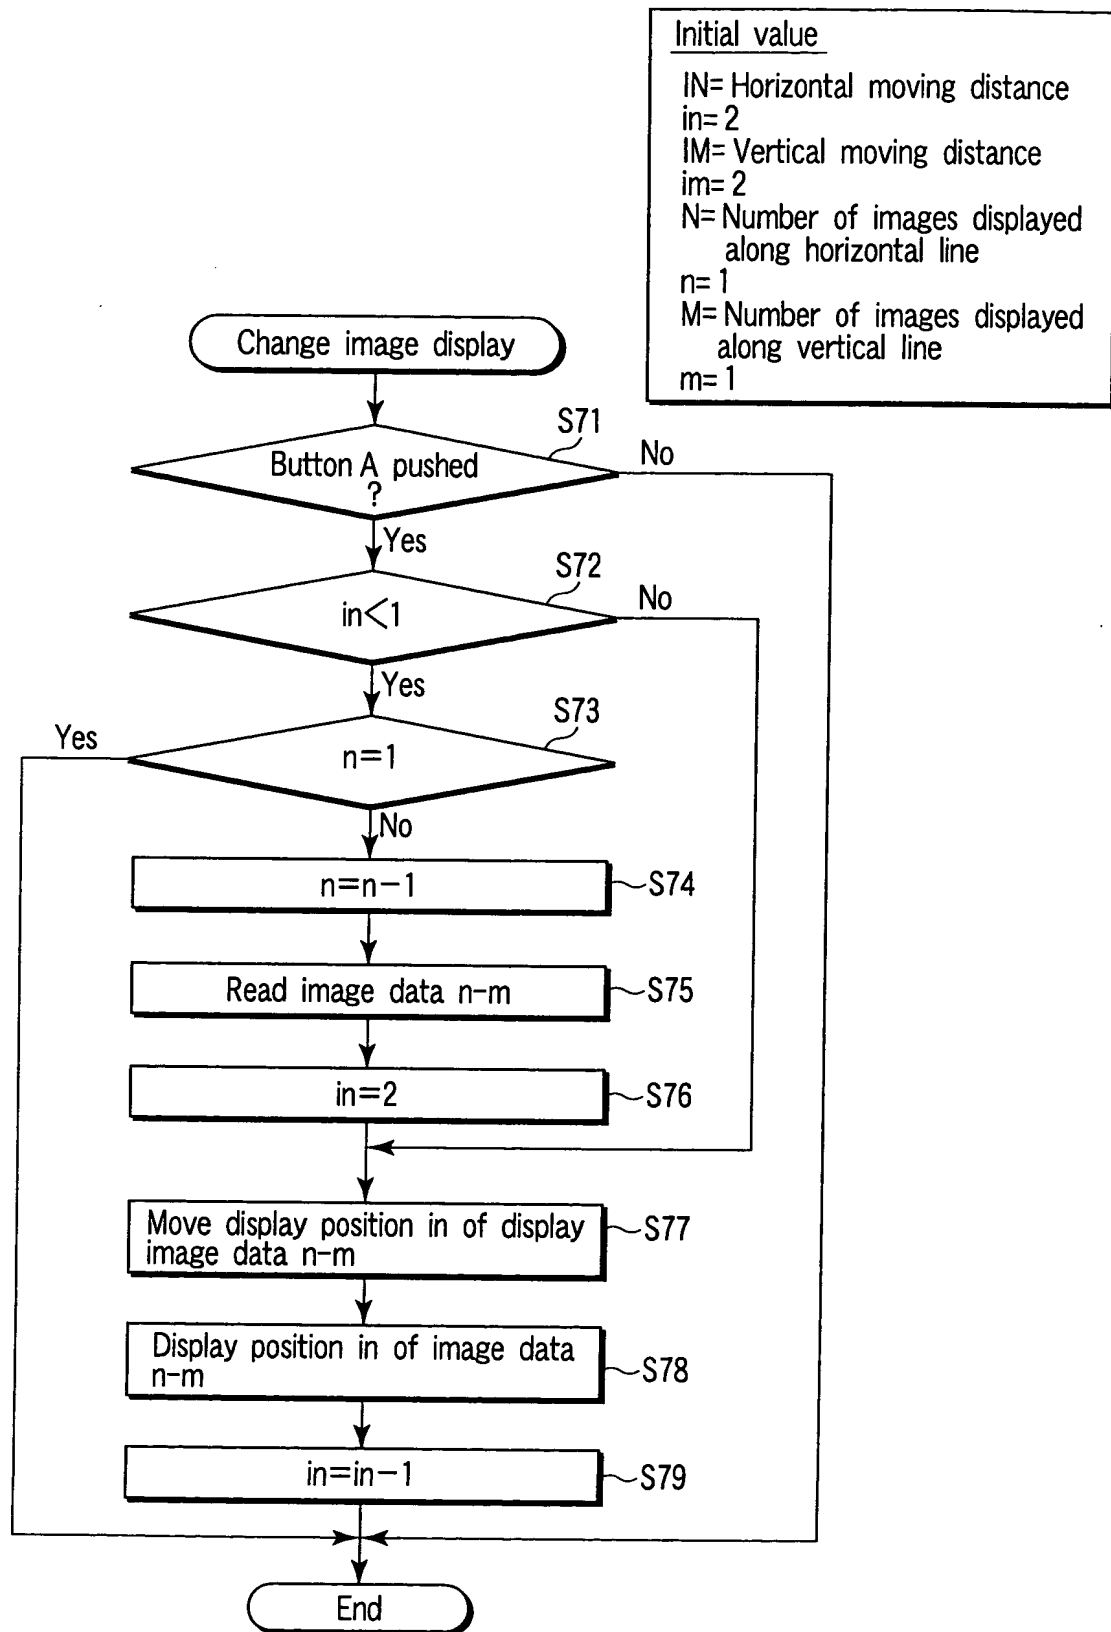 Initial value
IN= Horizontal moving distance
in= 2
IM= Vertical moving distance
im= 2
N= Number of images displayed
along horizontal line
n= 1
M= Number of images displayed
along vertical line
m= 1
Change image display
S71
Button A pushed
?
No
Yes
S72
in<1
No
Yes
S73
Yes
n=1
No
n=n-1
S74
Read image data n-m
S75
in=2
S76
Move display position in of display
image data n-m
S77
Display position in of image data
n-m
S78
in=in-1
S79
End